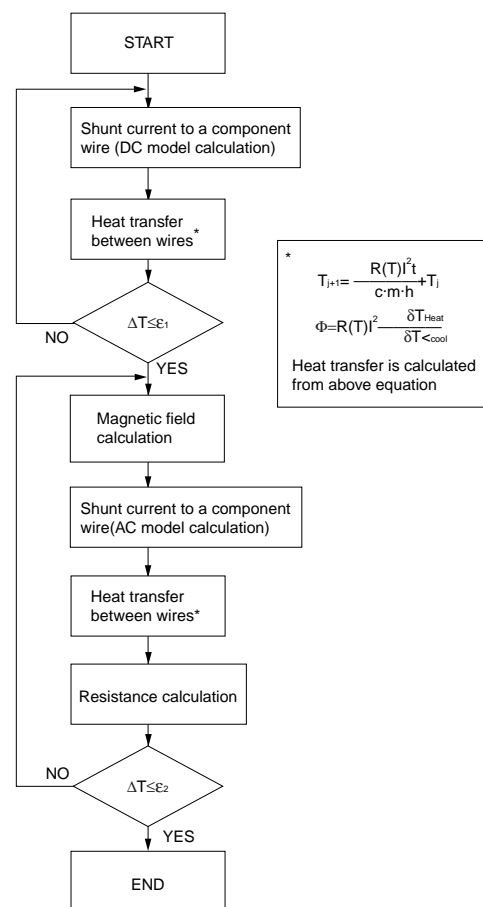 START
Shunt current to a component
wire (DC model calculation)
Heat transfer
between wires*
ΔT≤ε₁
NO
YES
Magnetic field
calculation
Shunt current to a component
wire(AC model calculation)
Heat transfer
between wires*
Resistance calculation
NO
ΔT≤ε₂
YES
END
*
Tⱼ₊₁= R(T)I²t/c·m·h +Tⱼ
Φ=R(T)I² δT Heat/δT<cool
Heat transfer is calculated
from above equation